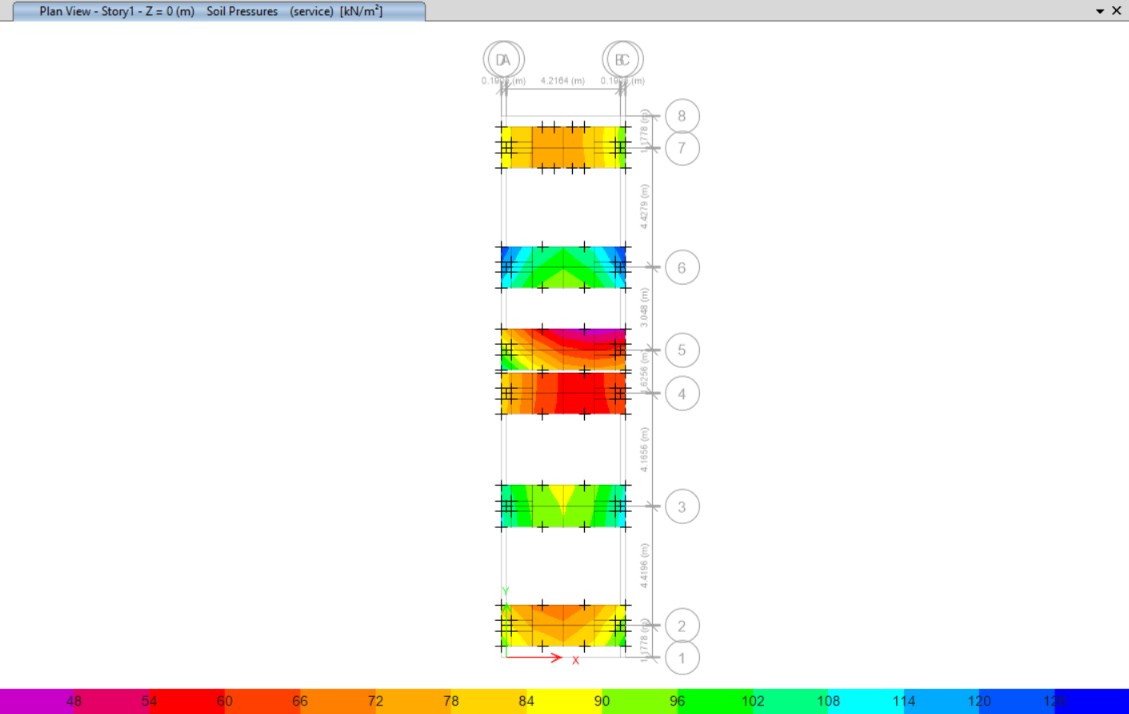 Plan View - Story1 - Z = 0 (m) Soil Pressures (service) [kN/m²]
4.2164 (m)
8
7
4.4279 (m)
6
3.048 (m)
5
4
4.1656 (m)
3
4.4196 (m)
Y
2
X
1
48 54 60 66 72 78 84 90 96 102 108 114 120